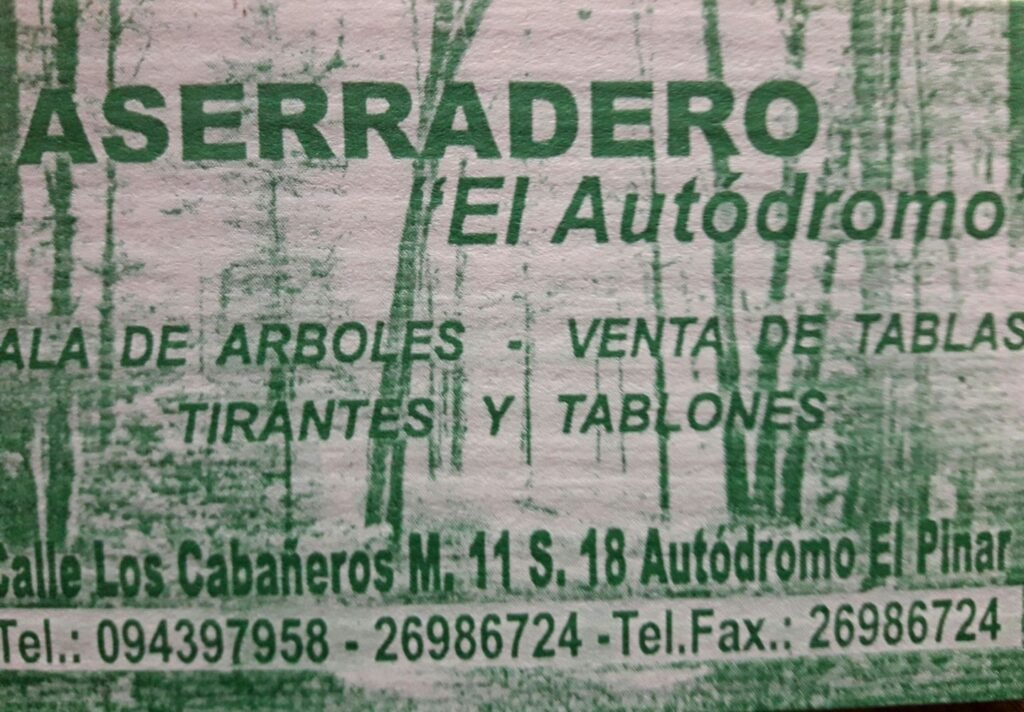 ASERRADERO
"El Autódromo"
ALA DE ARBOLES - VENTA DE TABLAS
TIRANTES Y TABLONES
Calle Los Cabañeros M. 11 S. 18 Autódromo El Pinar
Tel.: 094397958 - 26986724 -Tel.Fax.: 26986724